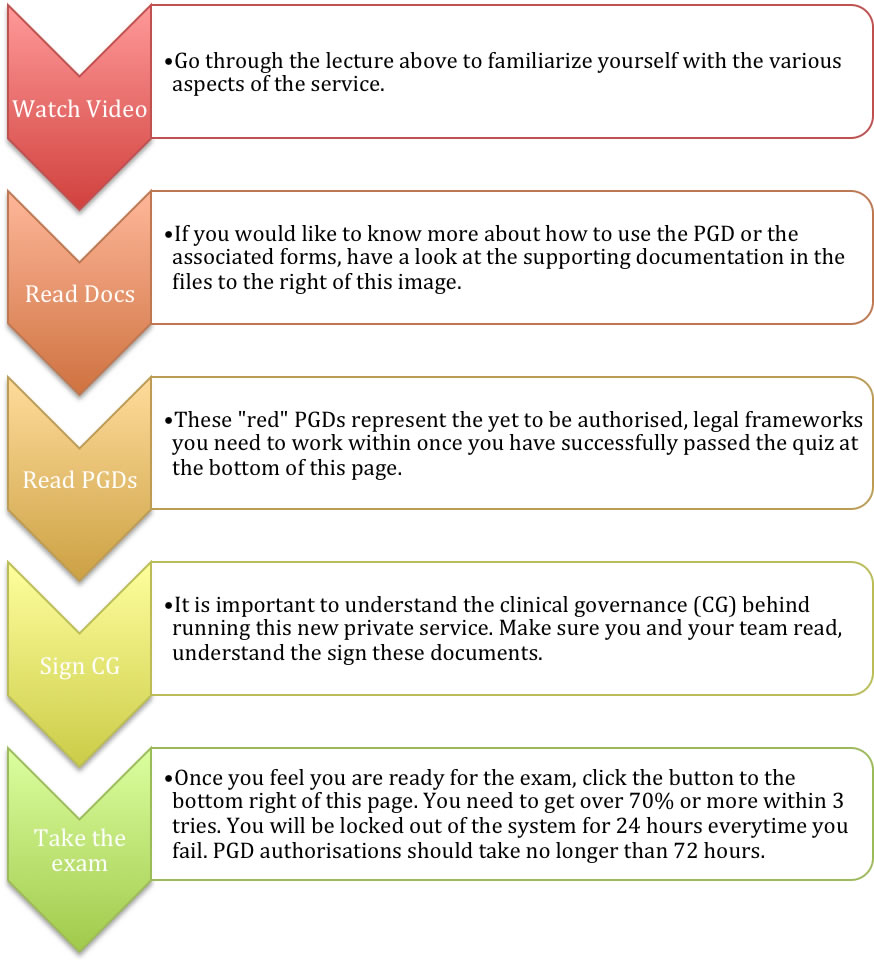 Watch Video
•Go through the lecture above to familiarize yourself with the various
aspects of the service.
Read Docs
•If you would like to know more about how to use the PGD or the
associated forms, have a look at the supporting documentation in the
files to the right of this image.
Read PGDs
•These "red" PGDs represent the yet to be authorised, legal frameworks
you need to work within once you have successfully passed the quiz at
the bottom of this page.
Sign CG
•It is important to understand the clinical governance (CG) behind
running this new private service. Make sure you and your team read,
understand the sign these documents.
Take the
exam
•Once you feel you are ready for the exam, click the button to the
bottom right of this page. You need to get over 70% or more within 3
tries. You will be locked out of the system for 24 hours everytime you
fail. PGD authorisations should take no longer than 72 hours.